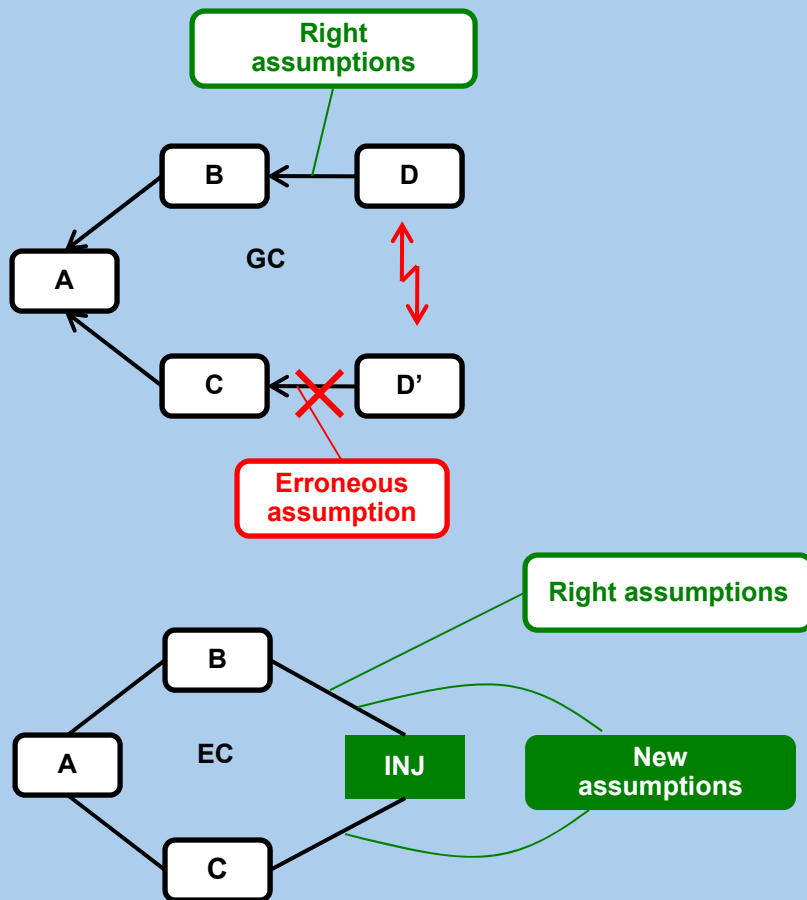 Right
assumptions
B
D
GC
A
C
D’
Erroneous
assumption
Right assumptions
B
EC
A
INJ
New
assumptions
C